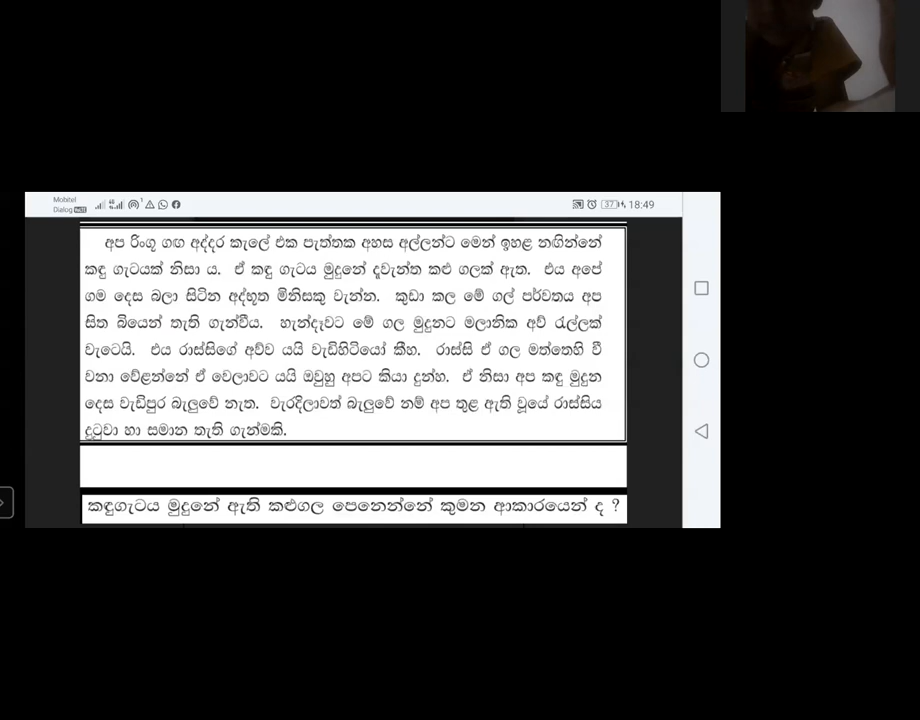 Mobitel
Dialog VoLTE
37 18:49
අප රිංගූ ගඟ අද්දර කැලේ එක පැත්තක අහස අල්ලන්ට මෙන් ඉහළ නඟින්නේ
කඳු ගැටයක් නිසා ය. ඒ කඳු ගැටය මුදුනේ දැවැන්ත කළු ගලක් ඇත. එය අපේ
ගම දෙස බලා සිටින අද්භූත මිනිසකු වැන්න. කුඩා කල මේ ගල් පර්වතය අප
සිත බියෙන් තැති ගැන්වීය. හැන්දෑවට මේ ගල මුදුනට මලානික අව් රැල්ලක්
වැටෙයි. එය රාස්සිගේ අව්ව යයි වැඩිහිටියෝ කීහ. රාස්සි ඒ ගල මත්තෙහි වී
වනා වේළන්නේ ඒ වෙලාවට යයි ඔවුහු අපට කියා දුන්හ. ඒ නිසා අප කඳු මුදුන
දෙස වැඩිපුර බැලුවේ නැත. වැරදිලාවත් බැලුවේ නම් අප තුළ ඇති වූයේ රාස්සිය
දුටුවා හා සමාන තැති ගැන්මකි.
කඳුගැටය මුදුනේ ඇති කළුගල පෙනෙන්නේ කුමන ආකාරයෙන් ද ?